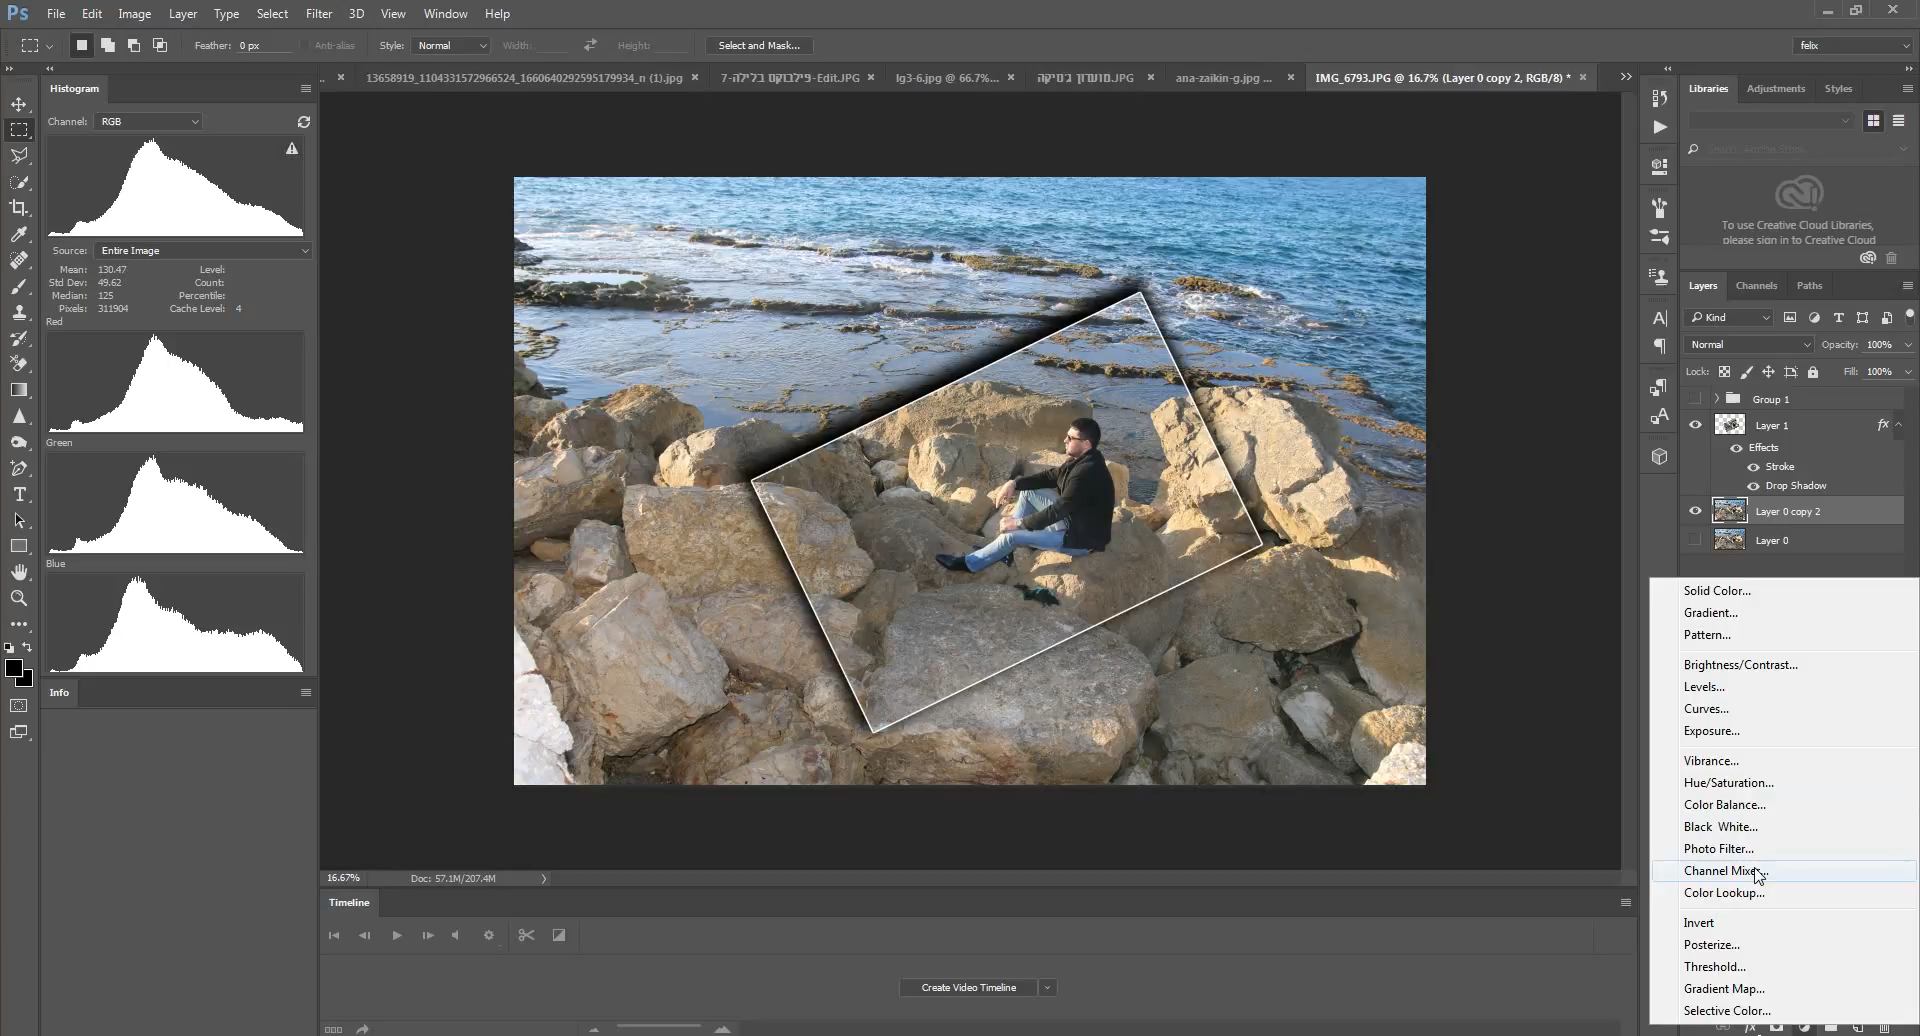 Ps File Edit Image Layer Type Select Filter 3D View Window Help
Feather: 0 px Anti-alias Style: Normal Width: Height: Select and Mask... felix
.. × 13658919_1104331572966524_1660640292595179934_n (1).jpg × פילבוקס בלילה-7-Edit.JPG × lg3-6.jpg @ 66.7%... × מועדון ג'סיקה.JPG × ana-zaikin-g.jpg ... × IMG_6793.JPG @ 16.7% (Layer 0 copy 2, RGB/8) * ×
Histogram
Channel: RGB
Source: Entire Image
Mean: 130.47 Level:
Std Dev: 49.62 Count:
Median: 125 Percentile:
Pixels: 311904 Cache Level: 4
Red
Green
Blue
Info
16.67% Doc: 57.1M/207.4M
Timeline
Create Video Timeline
Libraries Adjustments Styles
To use Creative Cloud Libraries,
please sign in to Creative Cloud
Layers Channels Paths
Kind
Normal Opacity: 100%
Lock: Fill: 100%
Group 1
Layer 1 fx
Effects
Stroke
Drop Shadow
Layer 0 copy 2
Layer 0
Solid Color...
Gradient...
Pattern...
Brightness/Contrast...
Levels...
Curves...
Exposure...
Vibrance...
Hue/Saturation...
Color Balance...
Black White...
Photo Filter...
Channel Mixer...
Color Lookup...
Invert
Posterize...
Threshold...
Gradient Map...
Selective Color...